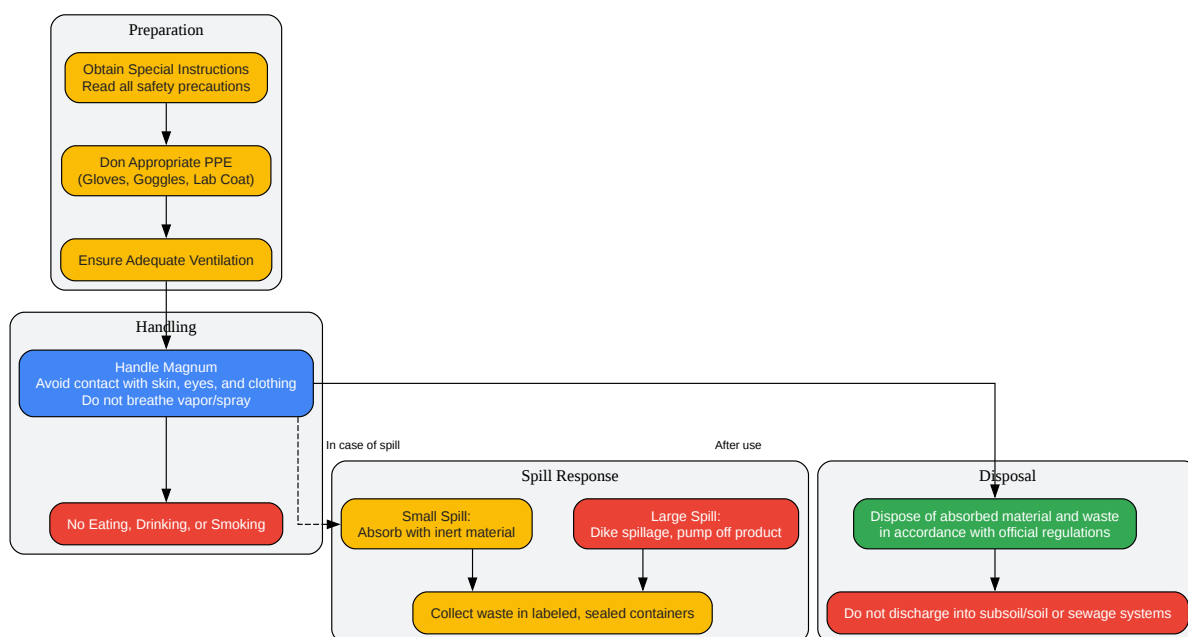 Preparation
Obtain Special Instructions
Read all safety precautions
Don Appropriate PPE
(Gloves, Goggles, Lab Coat)
Ensure Adequate Ventilation
Handling
Handle Magnum
Avoid contact with skin, eyes, and clothing
Do not breathe vapor/spray
No Eating, Drinking, or Smoking
In case of spill
After use
Spill Response
Small Spill:
Absorb with inert material
Large Spill:
Dike spillage, pump off product
Collect waste in labeled, sealed containers
Disposal
Dispose of absorbed material and waste
in accordance with official regulations
Do not discharge into subsoil/soil or sewage systems